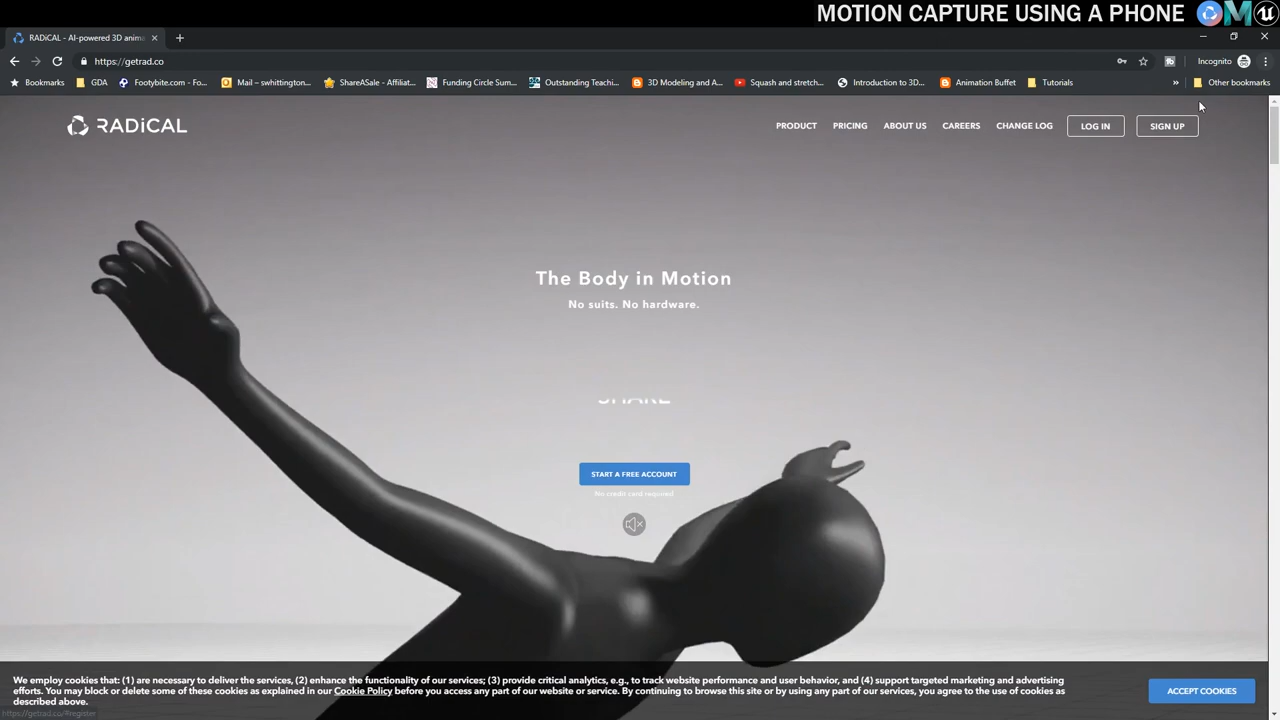 MOTION CAPTURE USING A PHONE
RADiCAL - AI-powered 3D anima
https://getrad.co
Incognito
Bookmarks
GDA
Footybite.com - Fo...
Mail – swhittington...
ShareASale - Affiliat...
Funding Circle Sum...
Outstanding Teachi...
3D Modeling and A...
Squash and stretch...
Introduction to 3D...
Animation Buffet
Tutorials
»
Other bookmarks
RADiCAL
PRODUCT
PRICING
ABOUT US
CAREERS
CHANGE LOG
LOG IN
SIGN UP
The Body in Motion
No suits. No hardware.
SHARE
START A FREE ACCOUNT
No credit card required
We employ cookies that: (1) are necessary to deliver the services, (2) enhance the functionality of our services; (3) provide critical analytics, e.g., to track website performance and user behavior, and (4) support targeted marketing and advertising
efforts. You may block or delete some of these cookies as explained in our Cookie Policy before you access any part of our website or service. By continuing to browse this site or by using any part of our services, you agree to the use of cookies as
described above.
ACCEPT COOKIES
https://getrad.co/#register